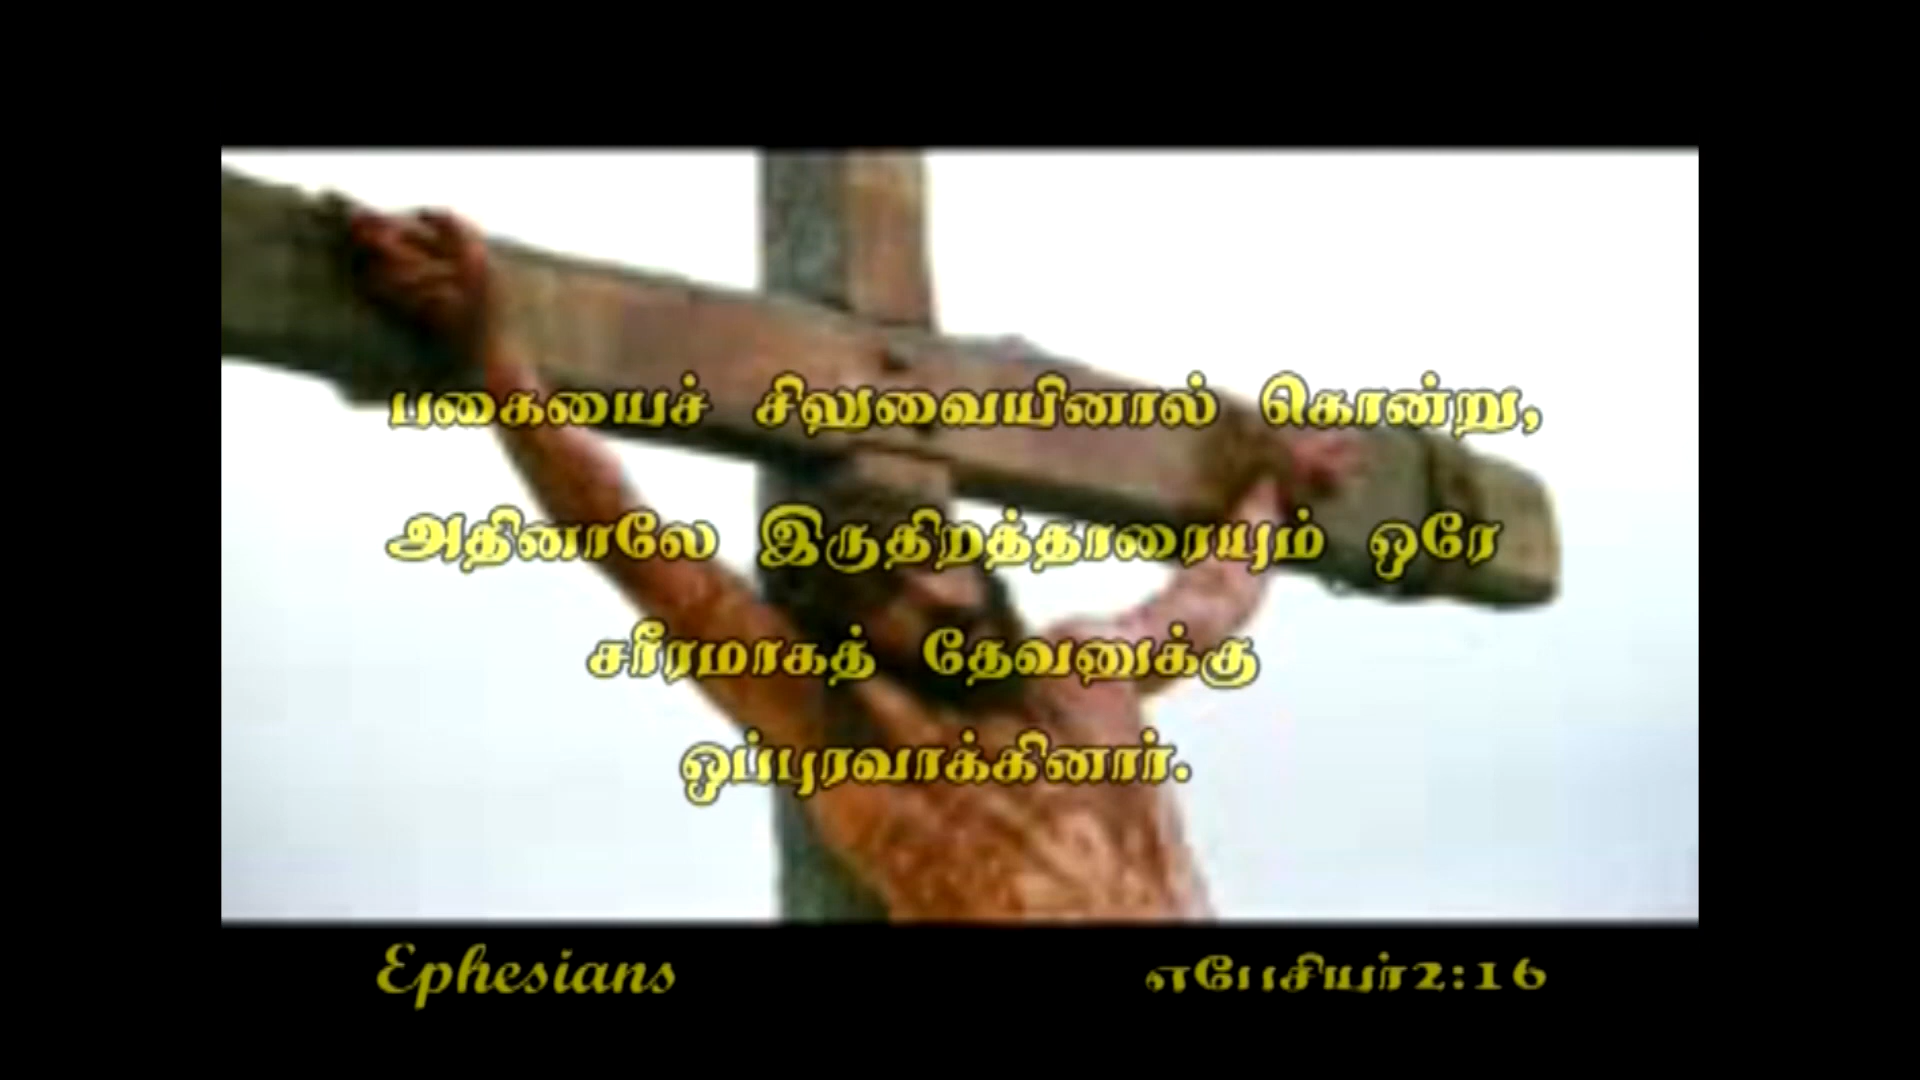 பகையைச் சிலுவையினால் கொன்று,
அதினாலே இருதிறத்தாரையும் ஒரே
சரீரமாகத் தேவனுக்கு
ஒப்புரவாக்கினார்.
Ephesians எபேசியர்2:16